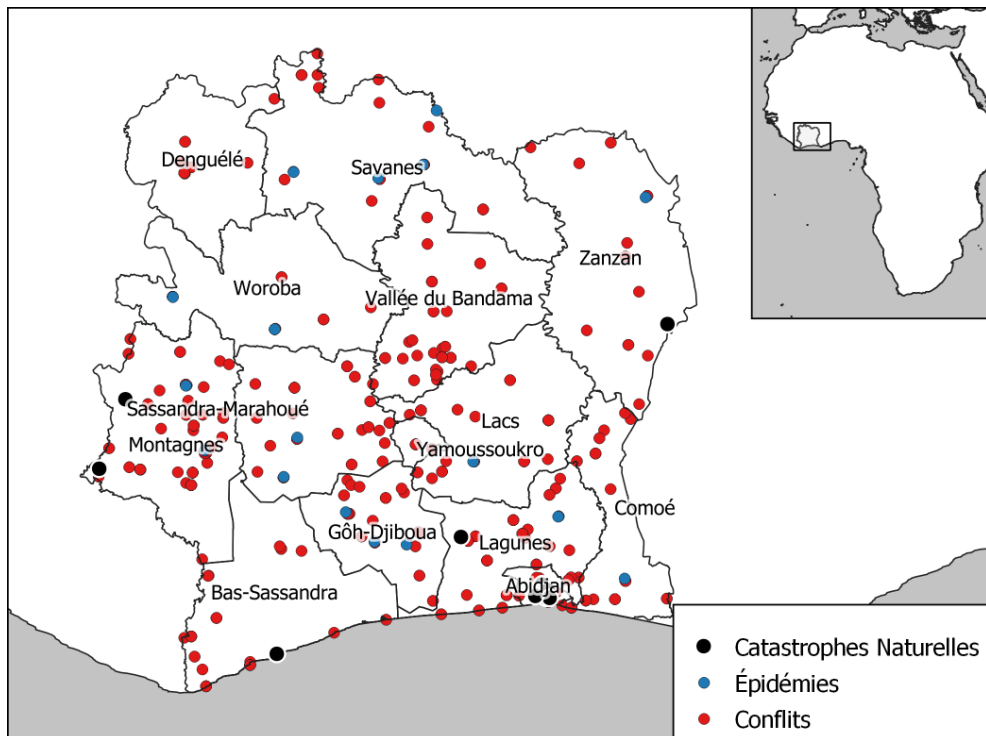 Denguélé
Savanes
Zanzan
Woroba
Vallée du Bandama
Sassandra-Marahoué
Lacs
Montagnes
Yamoussoukro
Comoé
Gôh-Djiboua
Lagunes
Abidjan
Bas-Sassandra
Catastrophes Naturelles
Épidémies
Conflits